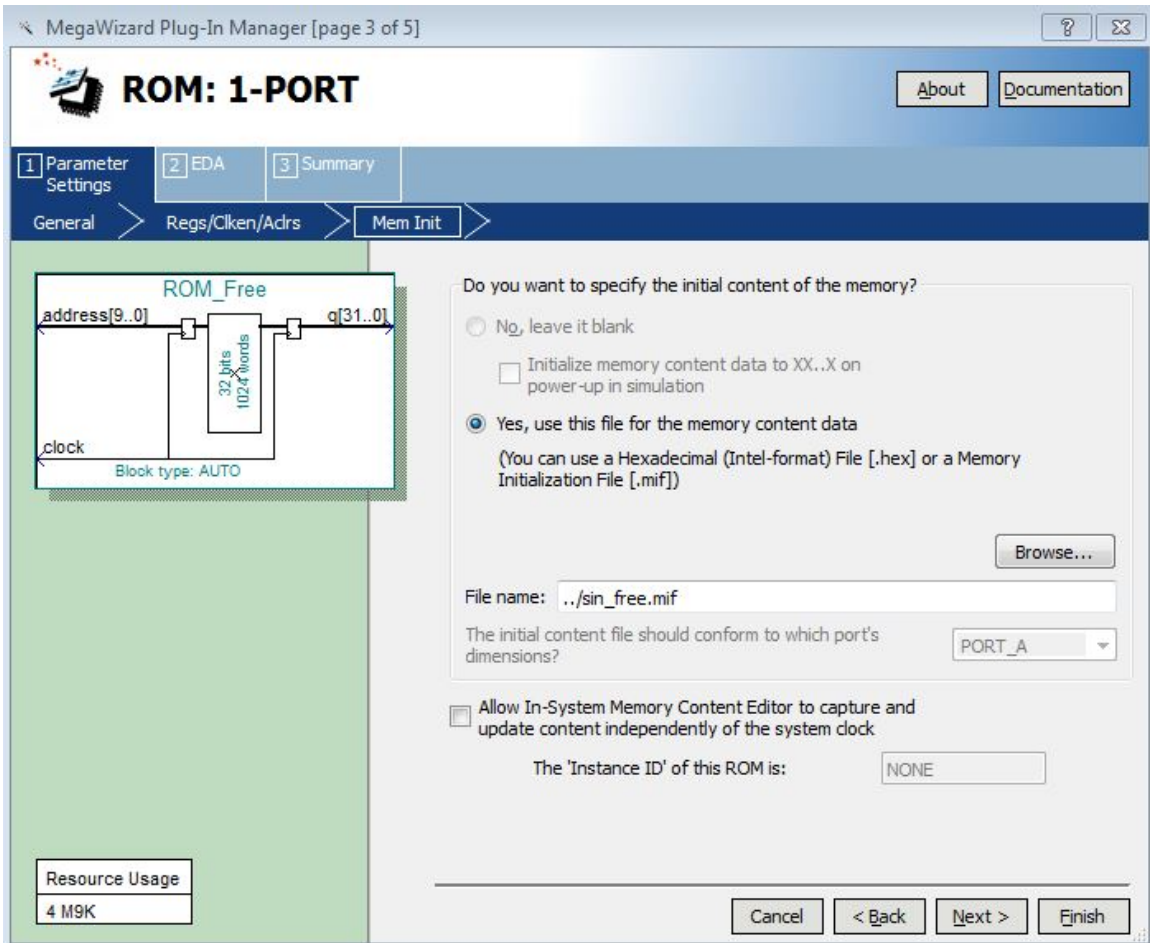 MegaWizard Plug-In Manager [page 3 of 5]
ROM: 1-PORT
About
Documentation
1 Parameter Settings
2 EDA
3 Summary
General
Regs/Clken/Aclrs
Mem Init
ROM_Free
address[9..0]
q[31..0]
32 bits
1024 words
clock
Block type: AUTO
Do you want to specify the initial content of the memory?
No, leave it blank
Initialize memory content data to XX..X on
power-up in simulation
Yes, use this file for the memory content data
(You can use a Hexadecimal (Intel-format) File [.hex] or a Memory
Initialization File [.mif])
Browse...
File name: ../sin_free.mif
The initial content file should conform to which port's
dimensions?
PORT_A
Allow In-System Memory Content Editor to capture and
update content independently of the system clock
The 'Instance ID' of this ROM is: NONE
Resource Usage
4 M9K
Cancel
< Back
Next >
Finish